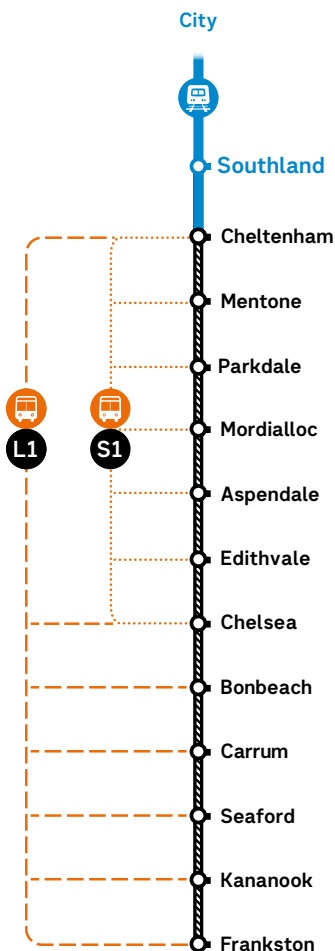 City
Southland
Cheltenham
Mentone
Parkdale
L1
S1
Mordialloc
Aspendale
Edithvale
Chelsea
Bonbeach
Carrum
Seaford
Kananook
Frankston